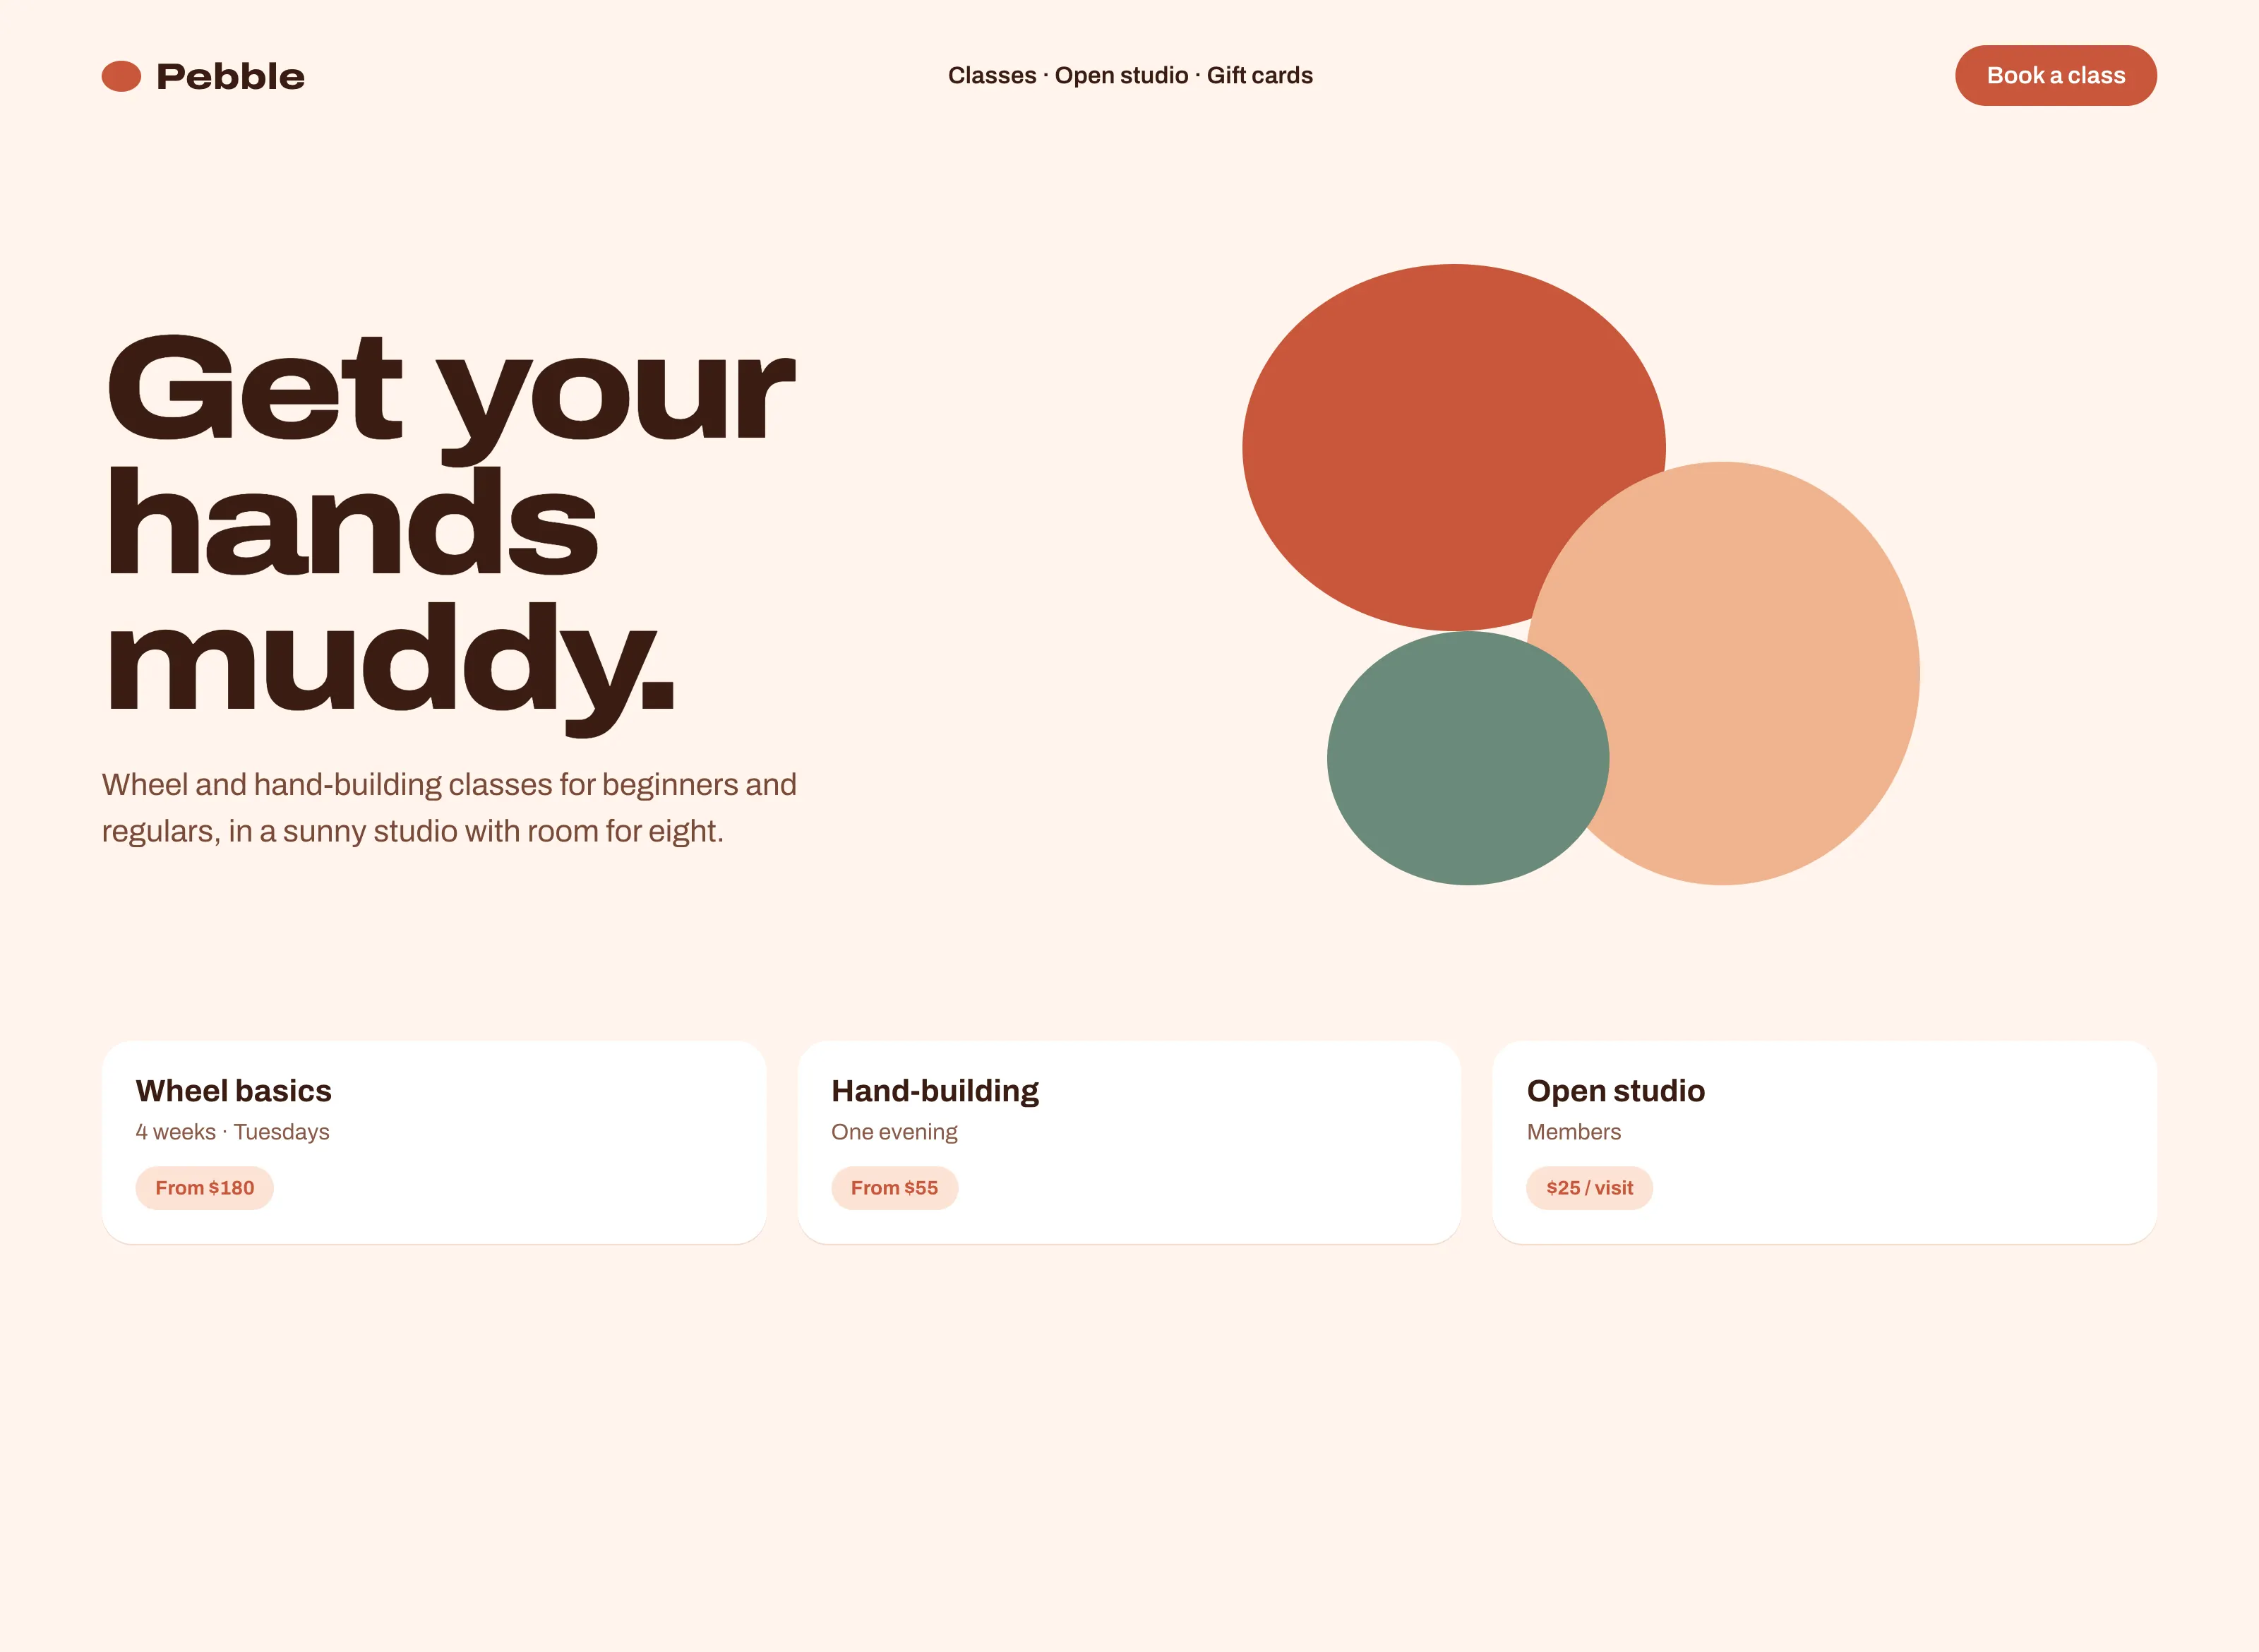 Pebble
Classes · Open studio · Gift cards
Book a class
Get your
hands
muddy.
Wheel and hand-building classes for beginners and
regulars, in a sunny studio with room for eight.
Wheel basics
4 weeks · Tuesdays
From $180
Hand-building
One evening
From $55
Open studio
Members
$25 / visit